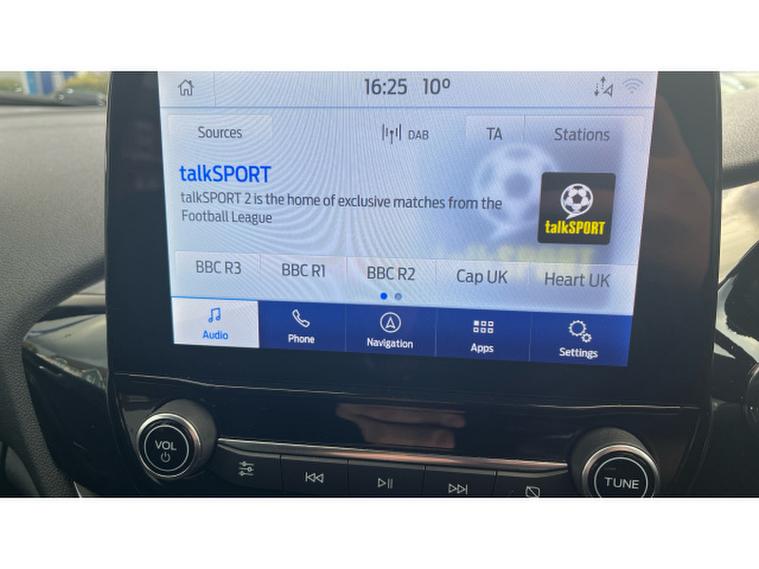 16:25 10º
Sources DAB TA Stations
talkSPORT
talkSPORT 2 is the home of exclusive matches from the
Football League
talkSPORT
BBC R3 BBC R1 BBC R2 Cap UK Heart UK
Audio Phone Navigation Apps Settings
VOL
TUNE